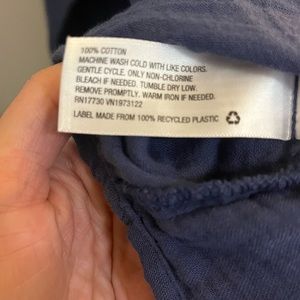 100% COTTON
MACHINE WASH COLD WITH LIKE COLORS.
GENTLE CYCLE. ONLY NON-CHLORINE
BLEACH IF NEEDED. TUMBLE DRY LOW.
REMOVE PROMPTLY. WARM IRON IF NEEDED.
RN17730 VN1973122
LABEL MADE FROM 100% RECYCLED PLASTIC